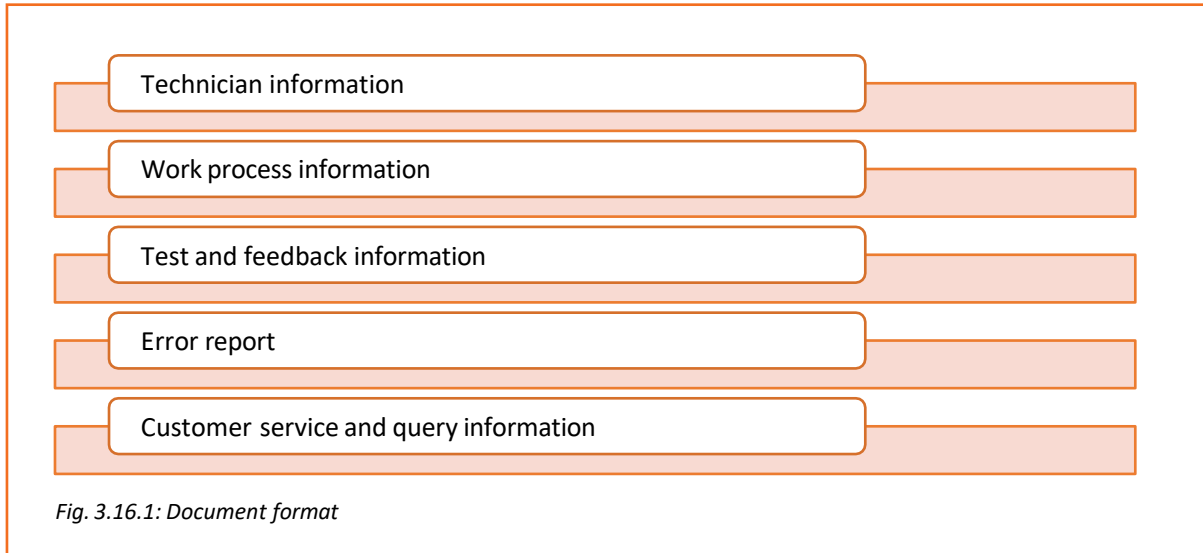 Technician information
Work process information
Test and feedback information
Error report
Customer service and query information
Fig. 3.16.1: Document format